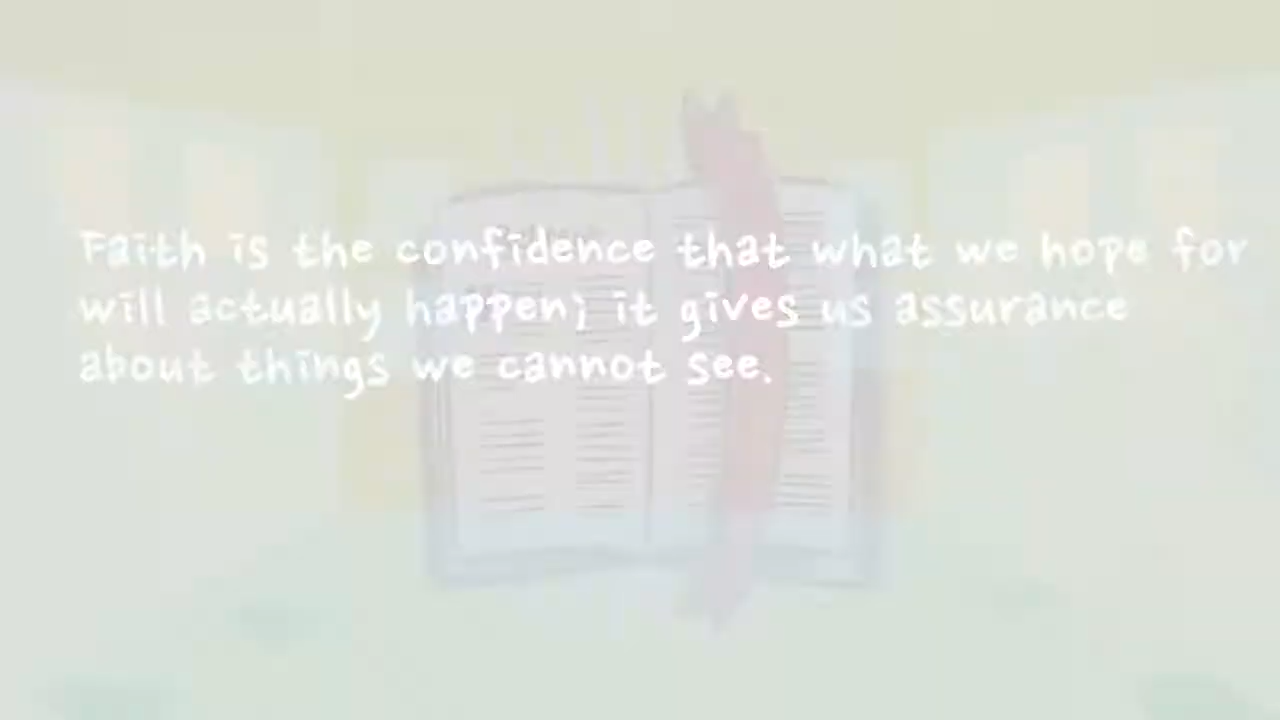 Faith is the confidence that what we hope for
will actually happen; it gives us assurance
about things we cannot see.